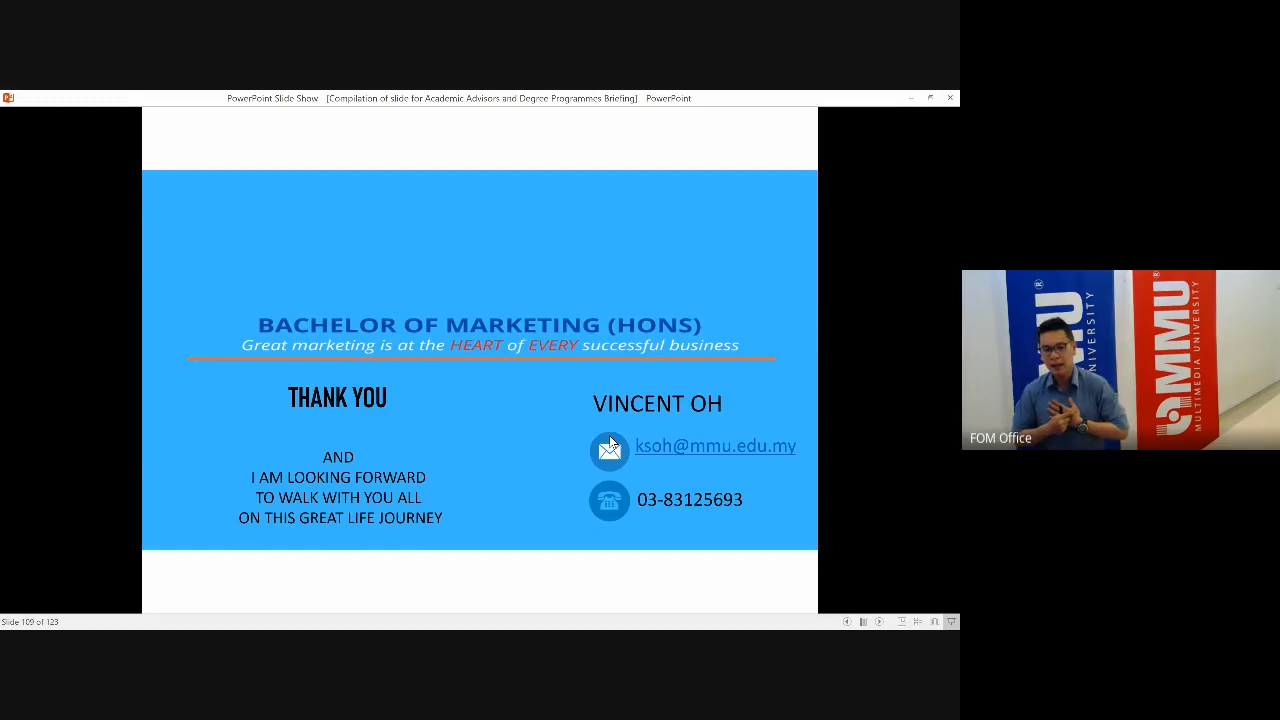 PowerPoint Slide Show - [Compilation of slide for Academic Advisors and Degree Programmes Briefing] - PowerPoint
BACHELOR OF MARKETING (HONS)
Great marketing is at the HEART of EVERY successful business
THANK YOU
AND
I AM LOOKING FORWARD
TO WALK WITH YOU ALL
ON THIS GREAT LIFE JOURNEY
VINCENT OH
ksoh@mmu.edu.my
03-83125693
Slide 109 of 123
MMU
UNIVERSITY
MMU
MULTIMEDIA UNIVERSITY
FOM Office